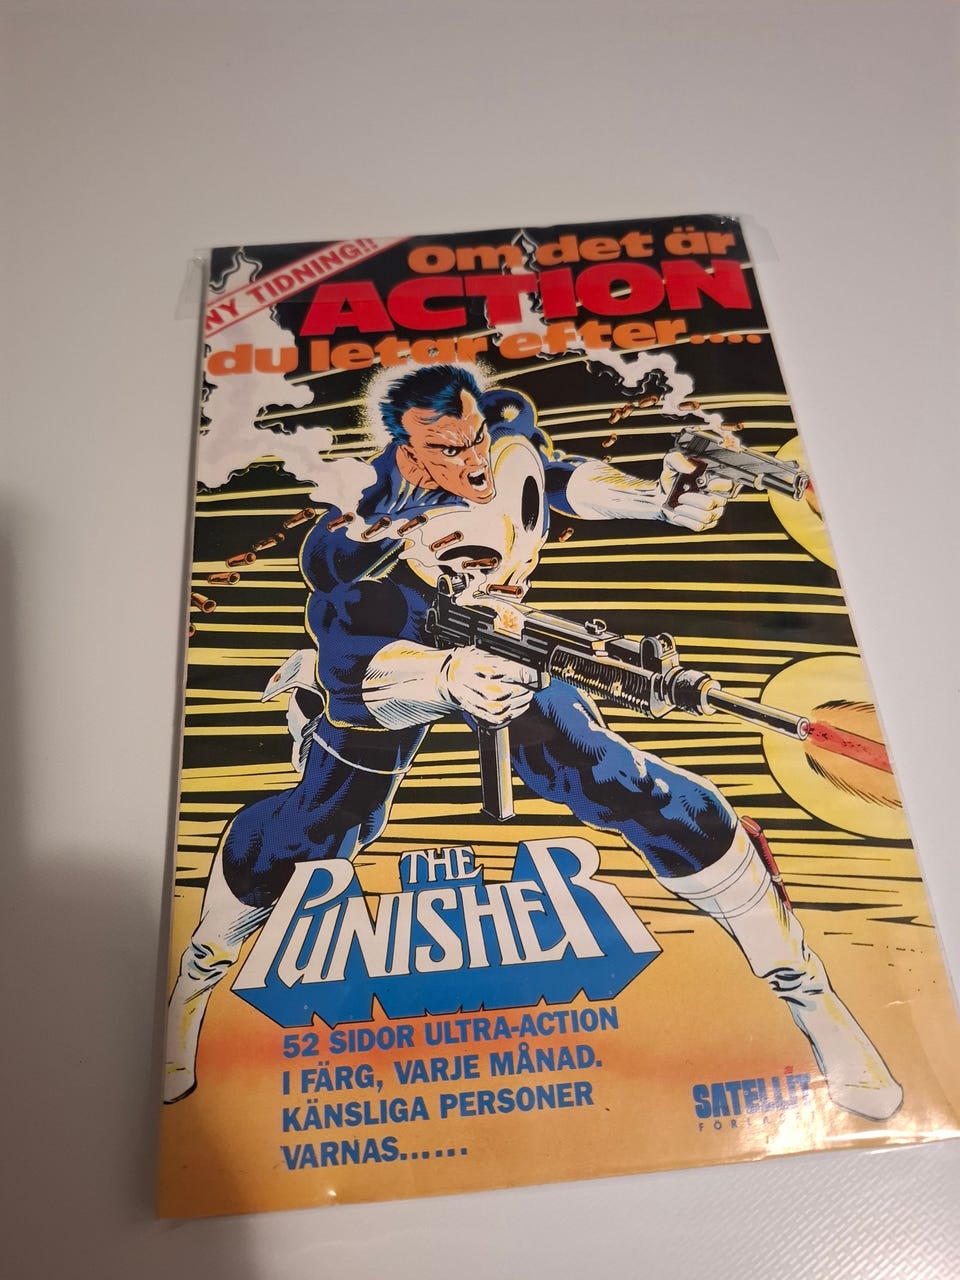 NY TIDNING!!
Om det är
ACTION
du letar efter....
THE
PUNISHER
52 SIDOR ULTRA-ACTION
I FÄRG, VARJE MÅNAD.
KÄNSLIGA PERSONER
VARNAS......
SATELLIT